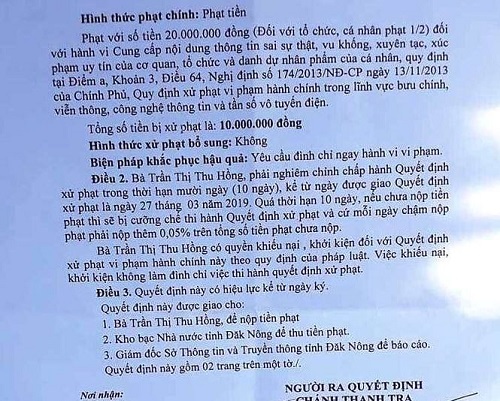 Hình thức phạt chính: Phạt tiền
Phạt với số tiền 20.000.000 đồng (Đối với tổ chức, cá nhân phạt 1/2) đối
với hành vi Cung cấp nội dung thông tin sai sự thật, vu khống, xuyên tạc, xúc
phạm uy tín của cơ quan, tổ chức và danh dự nhân phẩm của cá nhân, quy định
tại Điểm a, Khoản 3, Điều 64, Nghị định số 174/2013/NĐ-CP ngày 13/11/2013
của Chính Phủ, Quy định xử phạt vi phạm hành chính trong lĩnh vực bưu chính,
viễn thông, công nghệ thông tin và tần số vô tuyến điện.
Tổng số tiền bị xử phạt là: 10.000.000 đồng
Hình thức xử phạt bổ sung: Không
Biện pháp khắc phục hậu quả: Yêu cầu đình chỉ ngay hành vi vi phạm.
Điều 2. Bà Trần Thị Thu Hồng, phải nghiêm chỉnh chấp hành Quyết định
xử phạt trong thời hạn mười ngày (10 ngày), kể từ ngày được giao Quyết định
xử phạt là ngày 27 tháng 03 năm 2019. Quá thời hạn 10 ngày, nếu chưa nộp tiền
phạt thì sẽ bị cưỡng chế thi hành Quyết định xử phạt và cứ mỗi ngày chậm nộp
phạt phải nộp thêm 0,05% trên tổng số tiền phạt chưa nộp.
Bà Trần Thị Thu Hồng có quyền khiếu nại , khởi kiện đối với Quyết định
xử phạt vi phạm hành chính này theo quy định của pháp luật. Việc khiếu nại,
khởi kiện không làm đình chỉ việc thi hành quyết định xử phạt.
Điều 3. Quyết định này có hiệu lực kể từ ngày ký.
Quyết định này được giao cho:
1. Bà Trần Thị Thu Hồng, để nộp tiền phạt
2. Kho bạc Nhà nước tỉnh Đăk Nông để thu tiền phạt.
3. Giám đốc Sở Thông tin và Truyền thông tỉnh Đăk Nông để báo cáo.
Quyết định này gồm 02 trang trên một tờ./.
Nơi nhận:
NGƯỜI RA QUYẾT ĐỊNH
CHÁNH THANH TRA